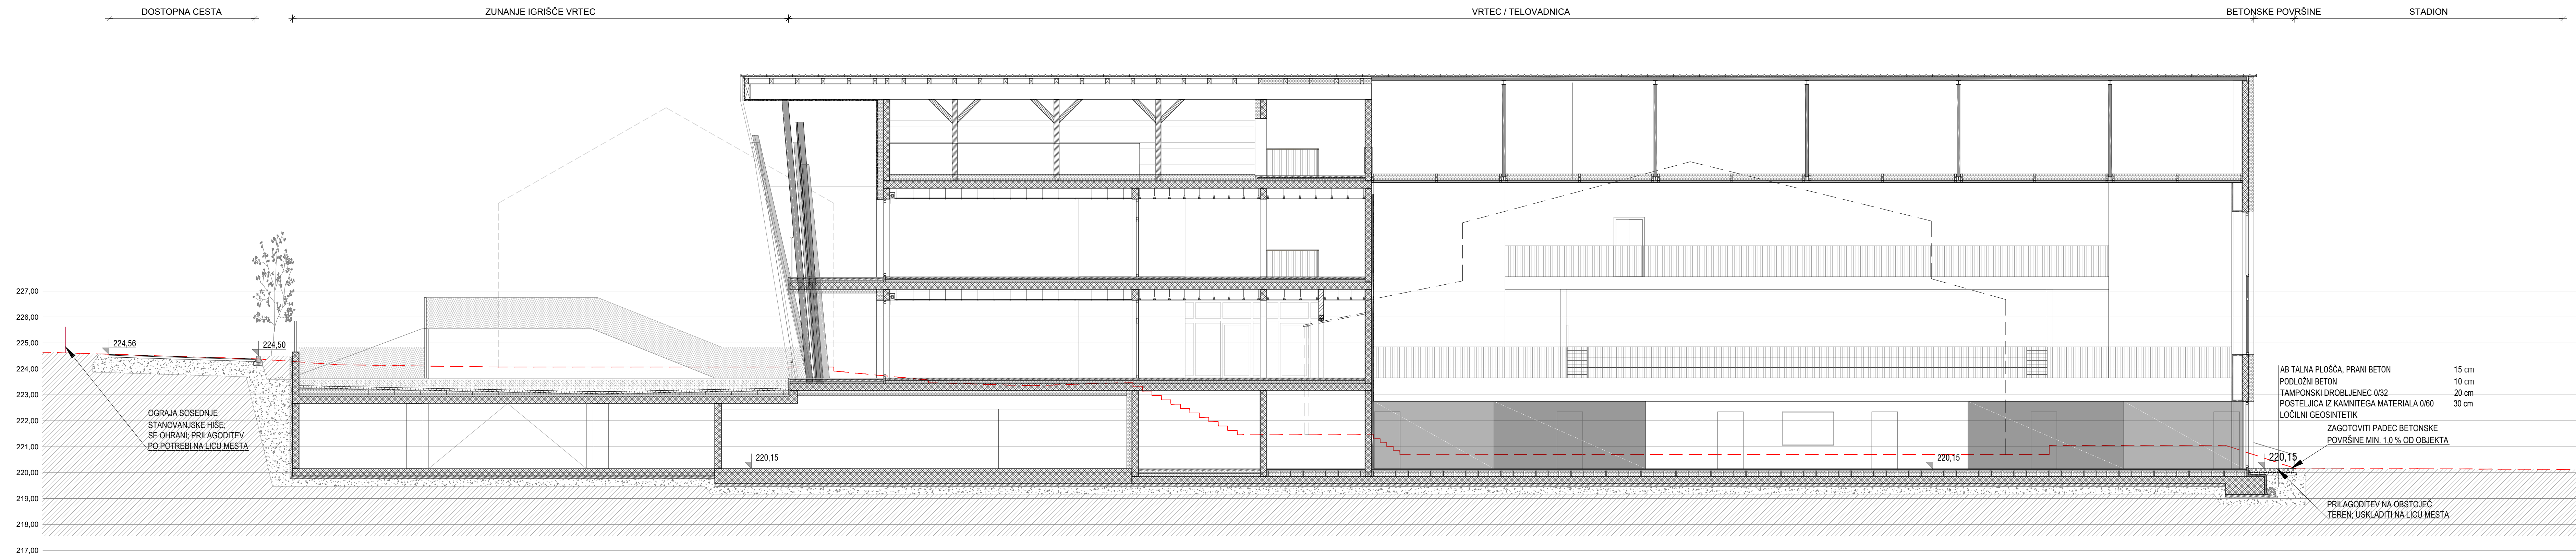 DOSTOPNA CESTA
ZUNANJE IGRIŠČE VRTEC
VRTEC / TELOVADNICA
BETONSKE POVRŠINE
STADION
227,00
226,00
225,00
224,00
223,00
222,00
221,00
220,00
219,00
218,00
217,00
224,56
224,50
OGRAJA SOSEDNJE
STANOVANJSKE HIŠE;
SE OHRANI; PRILAGODITEV
PO POTREBI NA LICU MESTA
220,15
220,15
220,15
AB TALNA PLOŠČA, PRANI BETON 15 cm
PODLOŽNI BETON 10 cm
TAMPONSKI DROBLJENEC 0/32 20 cm
POSTELJICA IZ KAMNITEGA MATERIALA 0/60 30 cm
LOČILNI GEOSINTETIK
ZAGOTOVITI PADEC BETONSKE
POVRŠINE MIN. 1,0 % OD OBJEKTA
PRILAGODITEV NA OBSTOJEČ
TEREN; USKLADITI NA LICU MESTA